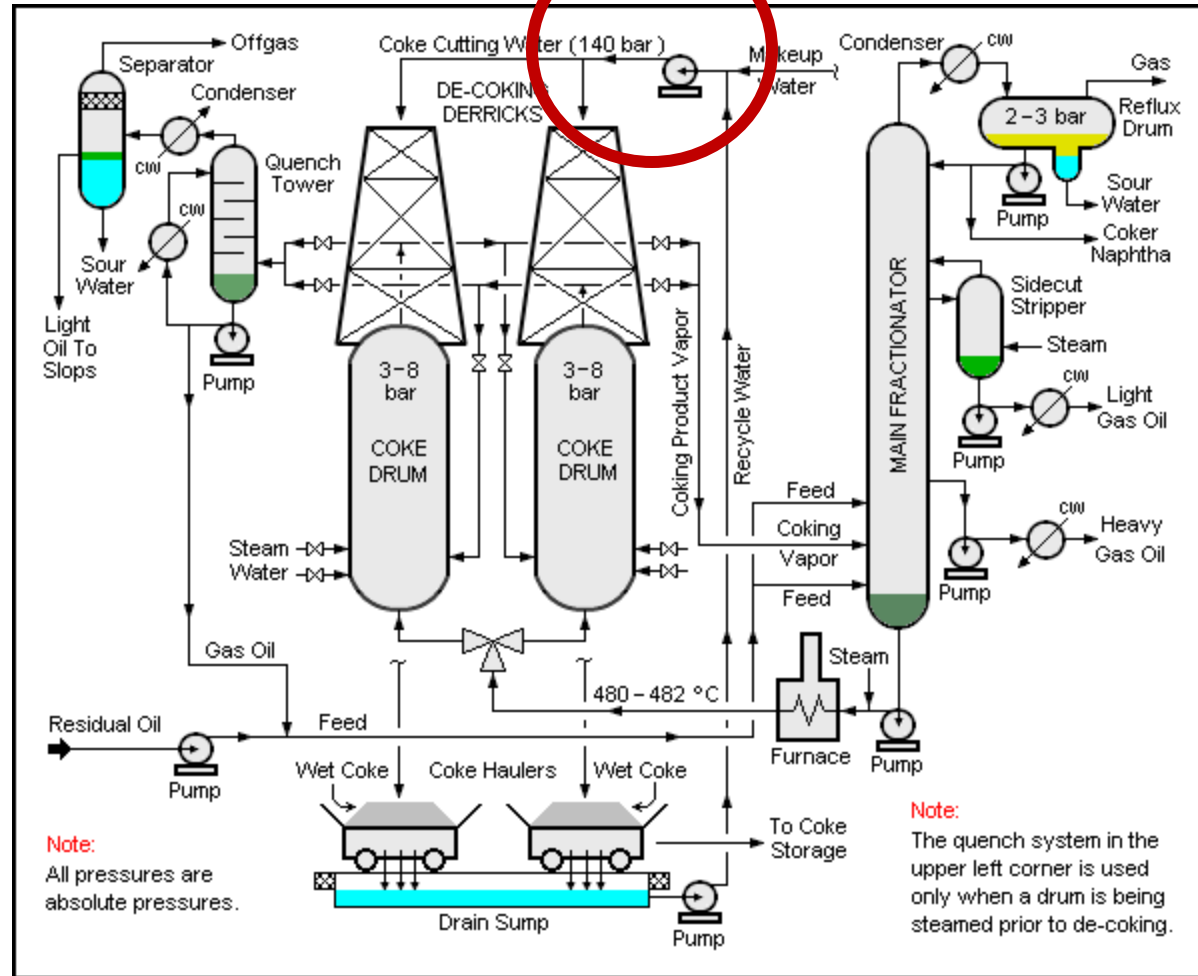 Offgas
Separator
Condenser
CW
Quench
Tower
CW
Sour
Water
Light
Oil To
Slops
Pump
Coke Cutting Water (140 bar )
DE-COKING
DERRICKS
Makeup
Water
Condenser
CW
Gas
2–3 bar
Reflux
Drum
Pump
Sour
Water
Coker
Naphtha
Sidecut
Stripper
Steam
CW
Light
Gas Oil
Pump
MAIN FRACTIONATOR
CW
Heavy
Gas Oil
Pump
3–8
bar
COKE
DRUM
3–8
bar
COKE
DRUM
Coking Product Vapor
Recycle Water
Feed
Coking
Vapor
Feed
Steam
Water
Gas Oil
Steam
480–482 °C
Furnace
Pump
Residual Oil
Feed
Pump
Wet Coke
Coke Haulers
Wet Coke
To Coke
Storage
Drain Sump
Pump
Note:
All pressures are
absolute pressures.
Note:
The quench system in the
upper left corner is used
only when a drum is being
steamed prior to de-coking.